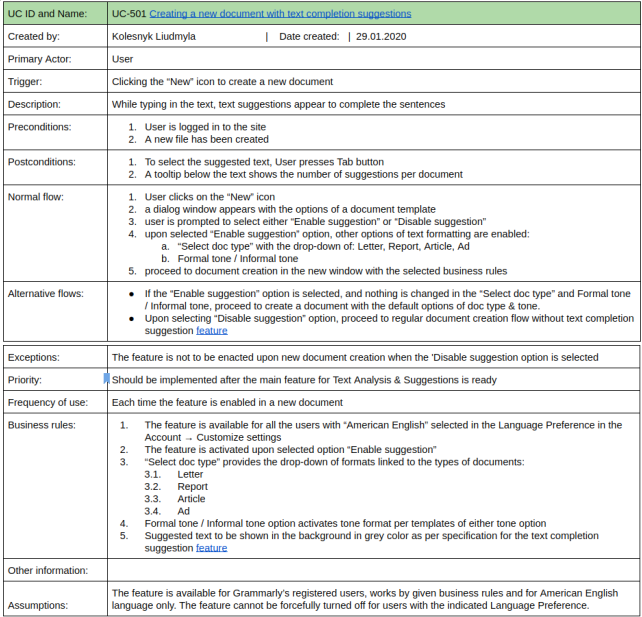 UC ID and Name: UC-501 Creating a new document with text completion suggestions
Created by: Kolesnyk Liudmyla | Date created: | 29.01.2020
Primary Actor: User
Trigger: Clicking the “New” icon to create a new document
Description: While typing in the text, text suggestions appear to complete the sentences
Preconditions: 1. User is logged in to the site
2. A new file has been created
Postconditions: 1. To select the suggested text, User presses Tab button
2. A tooltip below the text shows the number of suggestions per document
Normal flow: 1. User clicks on the “New” icon
2. a dialog window appears with the options of a document template
3. user is prompted to select either “Enable suggestion” or “Disable suggestion”
4. upon selected “Enable suggestion” option, other options of text formatting are enabled:
a. “Select doc type” with the drop-down of: Letter, Report, Article, Ad
b. Formal tone / Informal tone
5. proceed to document creation in the new window with the selected business rules
Alternative flows: ● If the “Enable suggestion” option is selected, and nothing is changed in the “Select doc type” and Formal tone
/ Informal tone, proceed to create a document with the default options of doc type & tone.
● Upon selecting “Disable suggestion” option, proceed to regular document creation flow without text completion
suggestion feature
Exceptions: The feature is not to be enacted upon new document creation when the 'Disable suggestion option is selected
Priority: Should be implemented after the main feature for Text Analysis & Suggestions is ready
Frequency of use: Each time the feature is enabled in a new document
Business rules: 1. The feature is available for all the users with “American English” selected in the Language Preference in the
Account → Customize settings
2. The feature is activated upon selected option “Enable suggestion”
3. “Select doc type” provides the drop-down of formats linked to the types of documents:
3.1. Letter
3.2. Report
3.3. Article
3.4. Ad
4. Formal tone / Informal tone option activates tone format per templates of either tone option
5. Suggested text to be shown in the background in grey color as per specification for the text completion
suggestion feature
Other information:
Assumptions: The feature is available for Grammarly’s registered users, works by given business rules and for American English
language only. The feature cannot be forcefully turned off for users with the indicated Language Preference.